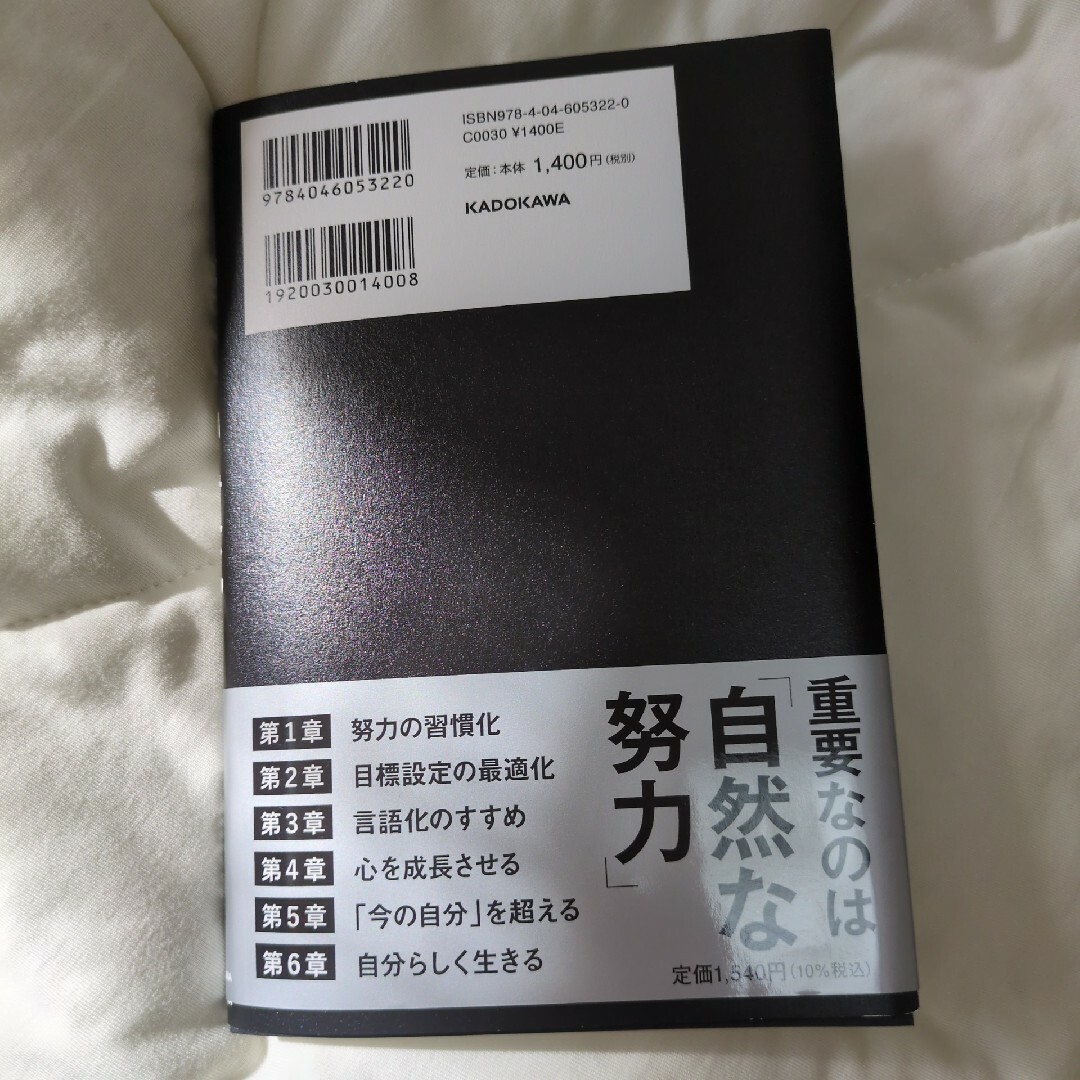 ISBN978-4-04-605322-0
C0030 ¥1400E
定価：本体 1,400円（税別）
KADOKAWA
9784046053220
1920030014008
重要なのは
「自然な
努力」
第1章 努力の習慣化
第2章 目標設定の最適化
第3章 言語化のすすめ
第4章 心を成長させる
第5章 「今の自分」を超える
第6章 自分らしく生きる
定価1,540円（10%税込）